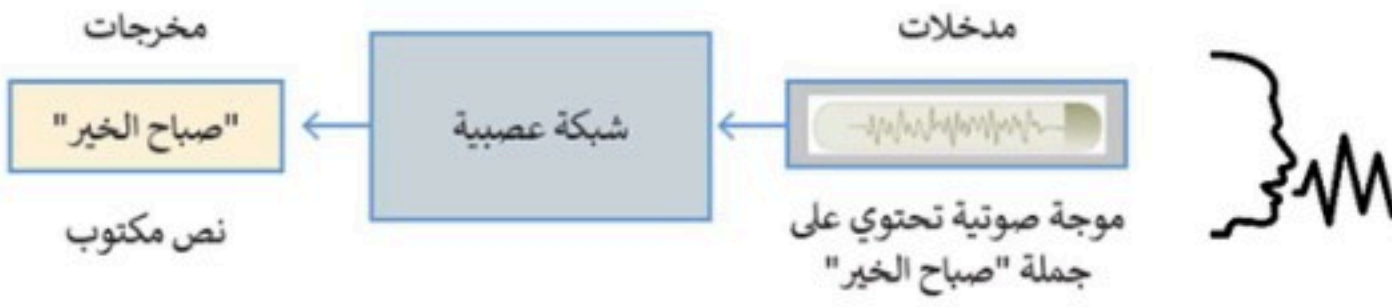 مدخلات
موجة صوتية تحتوي على
جملة "صباح الخير"
شبكة عصبية
مخرجات
"صباح الخير"
نص مكتوب